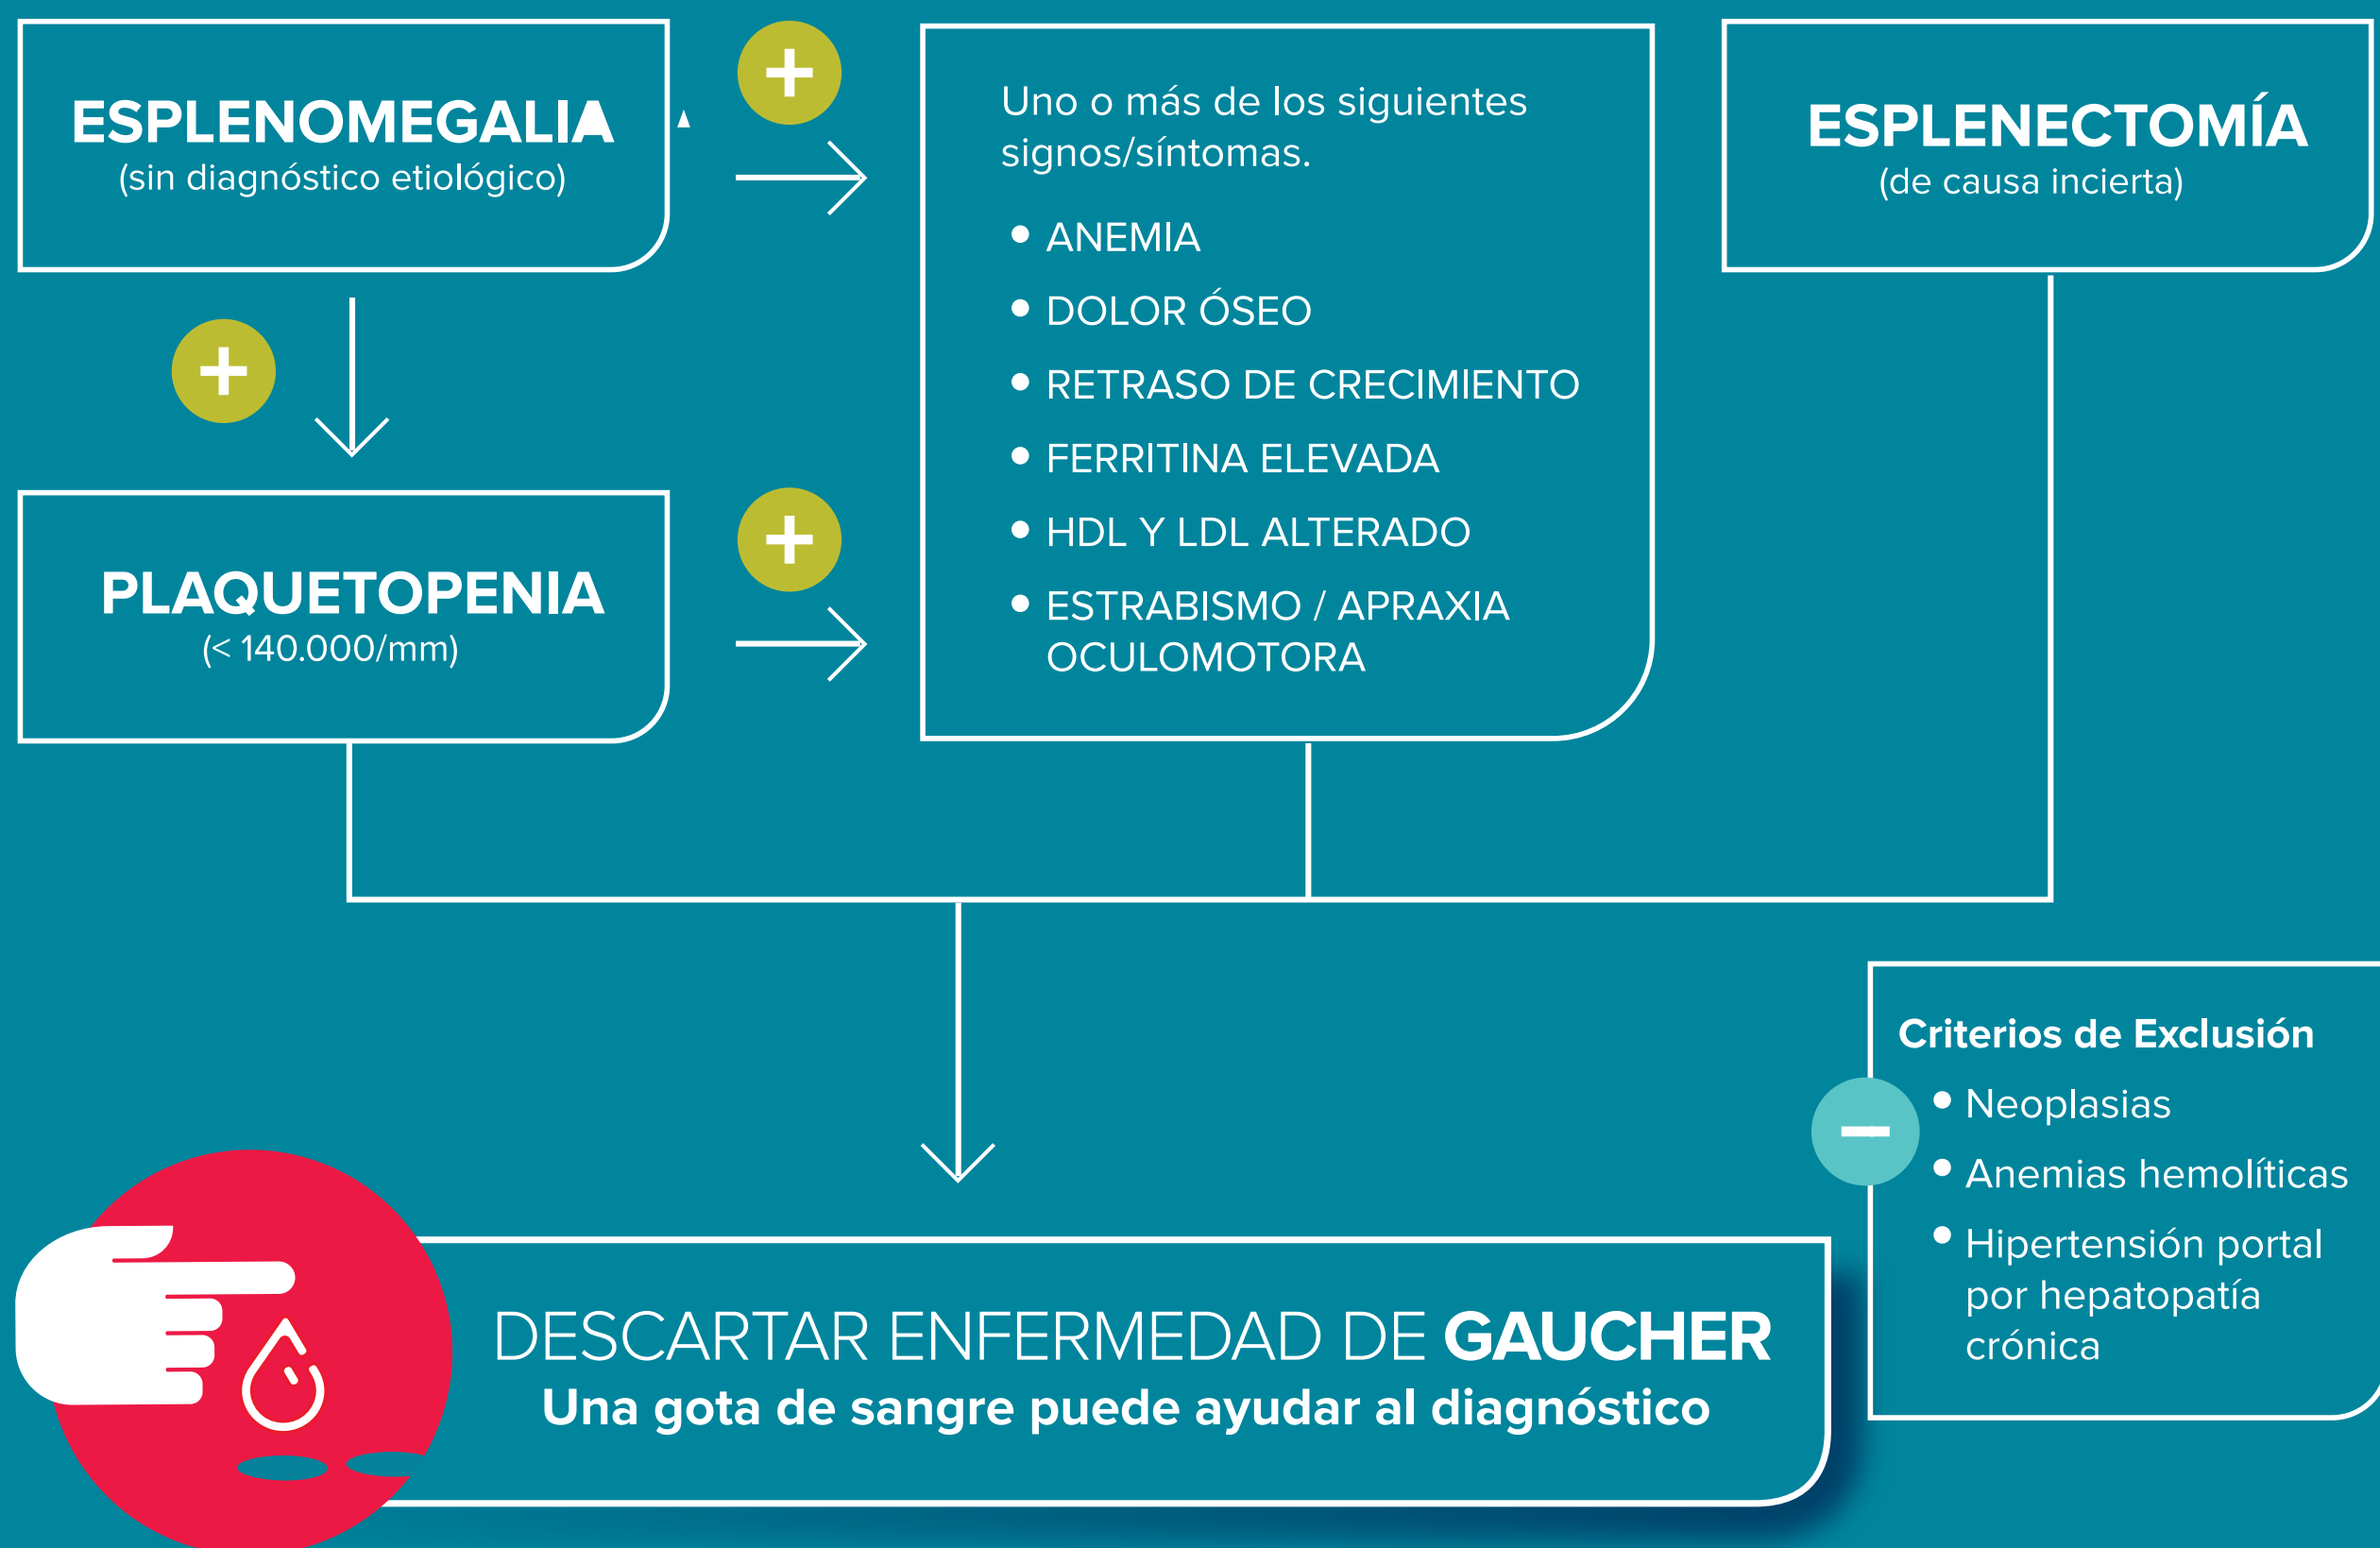 ESPLENOMEGALIA
(sin diagnóstico etiológico)
PLAQUETOPENIA
(< 140.000/mm)
Uno o más de los siguientes
signos/síntomas.
ANEMIA
DOLOR ÓSEO
RETRASO DE CRECIMIENTO
FERRITINA ELEVADA
HDL Y LDL ALTERADO
ESTRABISMO / APRAXIA
OCULOMOTORA
ESPLENECTOMÍA
(de causa incierta)
Criterios de Exclusión
Neoplasias
Anemias hemolíticas
Hipertensión portal
por hepatopatía
crónica
DESCARTAR ENFERMEDAD DE GAUCHER
Una gota de sangre puede ayudar al diagnóstico